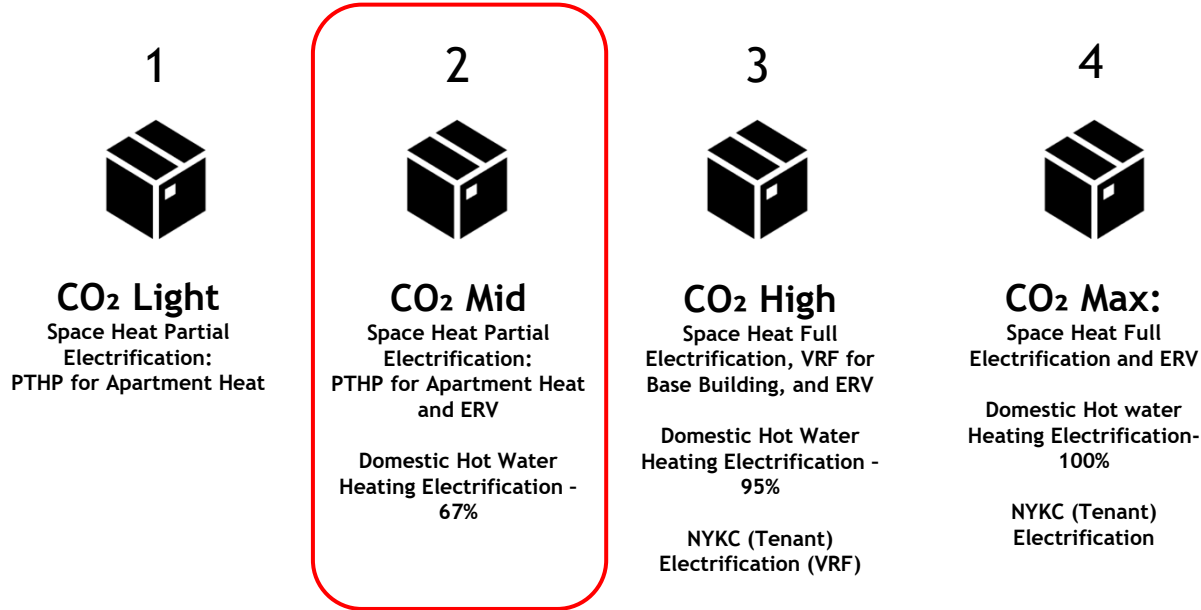 1
CO₂ Light
Space Heat Partial
Electrification:
PTHP for Apartment Heat
2
CO₂ Mid
Space Heat Partial
Electrification:
PTHP for Apartment Heat
and ERV
Domestic Hot Water
Heating Electrification –
67%
3
CO₂ High
Space Heat Full
Electrification, VRF for
Base Building, and ERV
Domestic Hot Water
Heating Electrification –
95%
NYKC (Tenant)
Electrification (VRF)
4
CO₂ Max:
Space Heat Full
Electrification and ERV
Domestic Hot water
Heating Electrification-
100%
NYKC (Tenant)
Electrification